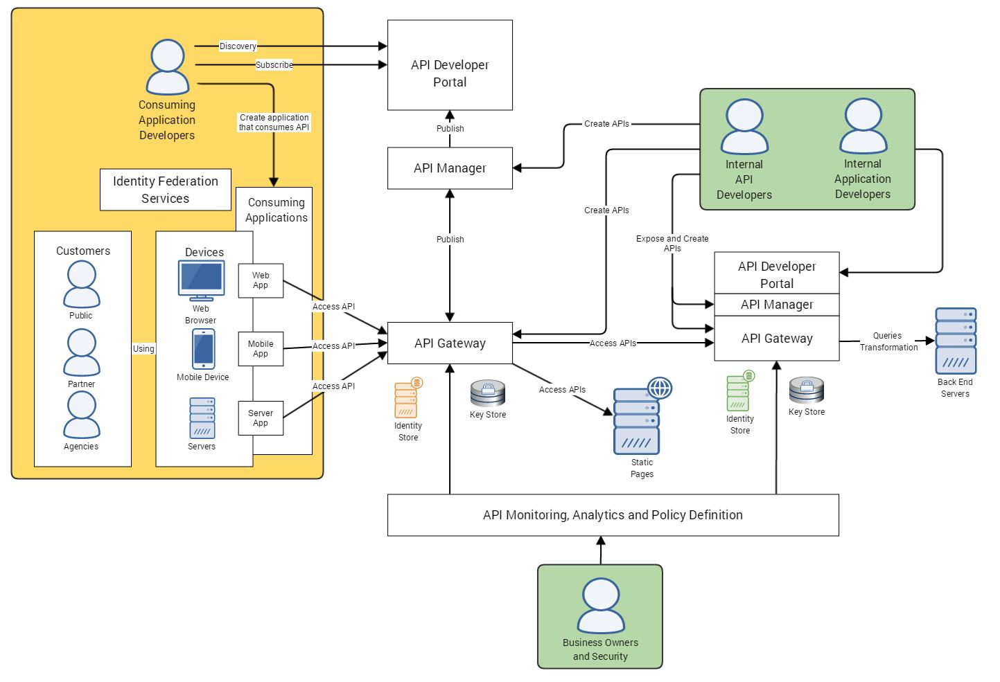 Discovery
Subscribe
Consuming
Application
Developers
Create application
that consumes API
Identity Federation
Services
Consuming
Applications
Customers
Public
Partner
Agencies
Using
Devices
Web
Browser
Mobile Device
Servers
Web
App
Mobile
App
Server
App
Access API
Access API
Access API
API Developer
Portal
Publish
API Manager
Publish
API Gateway
Identity
Store
Key Store
Create APIs
Create APIs
Expose and Create
APIs
Internal
API
Developers
Internal
Application
Developers
API Developer
Portal
API Manager
API Gateway
Access APIs
Access APIs
Static
Pages
Identity
Store
Key Store
Queries
Transformation
Back End
Servers
API Monitoring, Analytics and Policy Definition
Business Owners
and Security